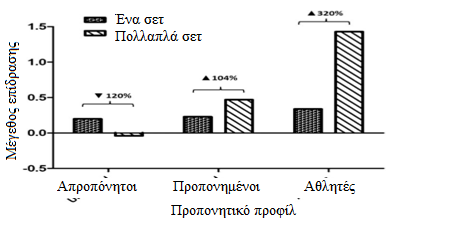 Ένα σετ
Πολλαπλά σετ
▲320%
▲104%
▼120%
Μέγεθος επίδρασης
1.5
1.0
0.5
0.0
-0.5
Απροπόνητοι Προπονημένοι Αθλητές
Προπονητικό προφίλ